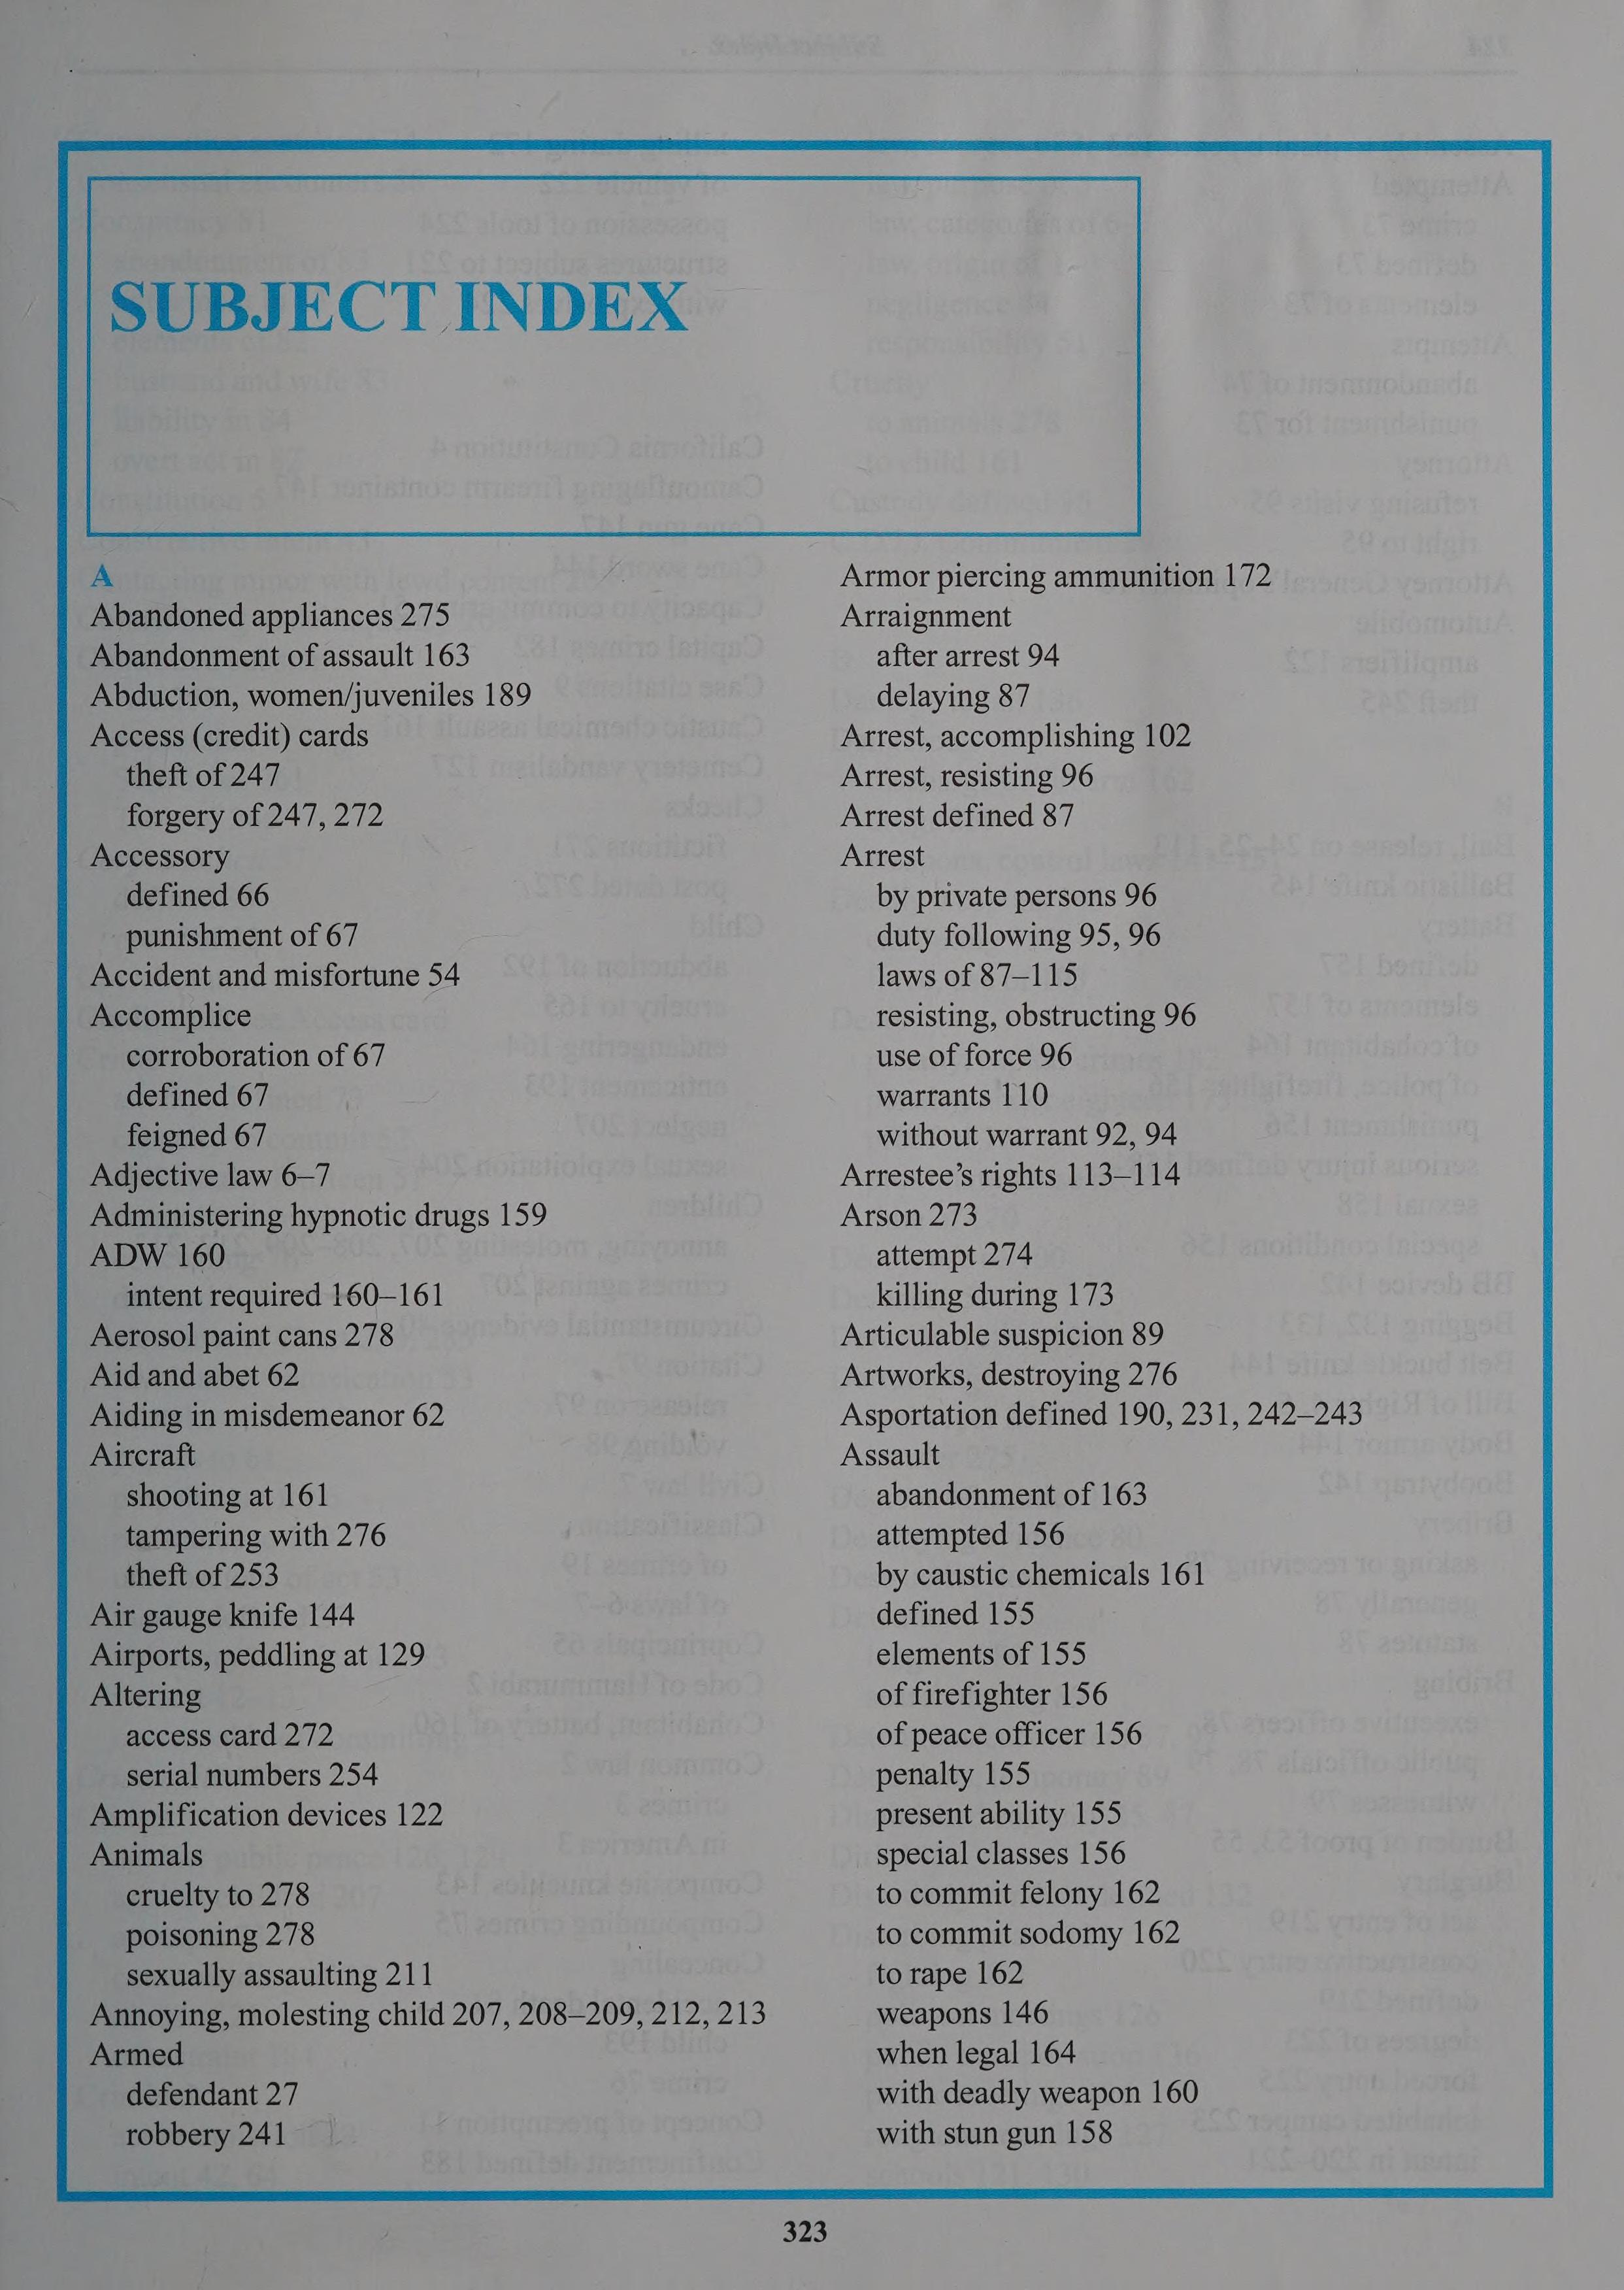 SUBJECT INDEX
A
Abandoned appliances 275
Abandonment of assault 163
Abduction, women/juveniles 189
Access (credit) cards
theft of 247
forgery of 247, 272
Accessory
defined 66
punishment of 67
Accident and misfortune 54
Accomplice
corroboration of 67
defined 67
feigned 67
Adjective law 6–7
Administering hypnotic drugs 159
ADW 160
intent required 160–161
Aerosol paint cans 278
Aid and abet 62
Aiding in misdemeanor 62
Aircraft
shooting at 161
tampering with 276
theft of 253
Air gauge knife 144
Airports, peddling at 129
Altering
access card 272
serial numbers 254
Amplification devices 122
Animals
cruelty to 278
poisoning 278
sexually assaulting 211
Annoying, molesting child 207, 208–209, 212, 213
Armed
defendant 27
robbery 241
Armor piercing ammunition 172
Arraignment
after arrest 94
delaying 87
Arrest, accomplishing 102
Arrest, resisting 96
Arrest defined 87
Arrest
by private persons 96
duty following 95, 96
laws of 87–115
resisting, obstructing 96
use of force 96
warrants 110
without warrant 92, 94
Arrestee's rights 113–114
Arson 273
attempt 274
killing during 173
Articulable suspicion 89
Artworks, destroying 276
Asportation defined 190, 231, 242–243
Assault
abandonment of 163
attempted 156
by caustic chemicals 161
defined 155
elements of 155
of firefighter 156
of peace officer 156
penalty 155
present ability 155
special classes 156
to commit felony 162
to commit sodomy 162
to rape 162
weapons 146
when legal 164
with deadly weapon 160
with stun gun 158
323